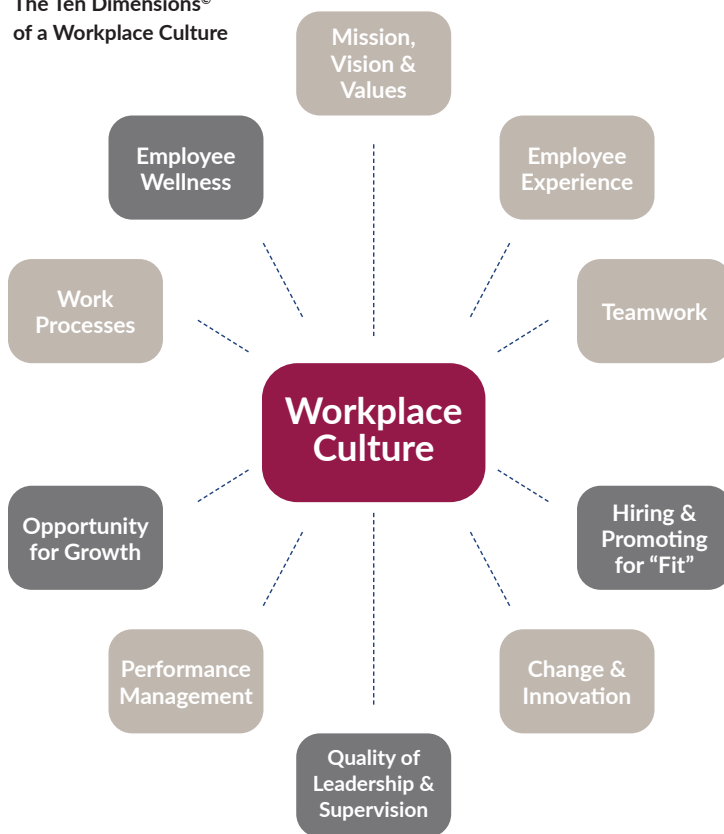 The Ten Dimensions©
of a Workplace Culture
Mission,
Vision &
Values
Employee
Wellness
Employee
Experience
Work
Processes
Teamwork
Workplace
Culture
Opportunity
for Growth
Hiring &
Promoting
for “Fit”
Performance
Management
Change &
Innovation
Quality of
Leadership &
Supervision